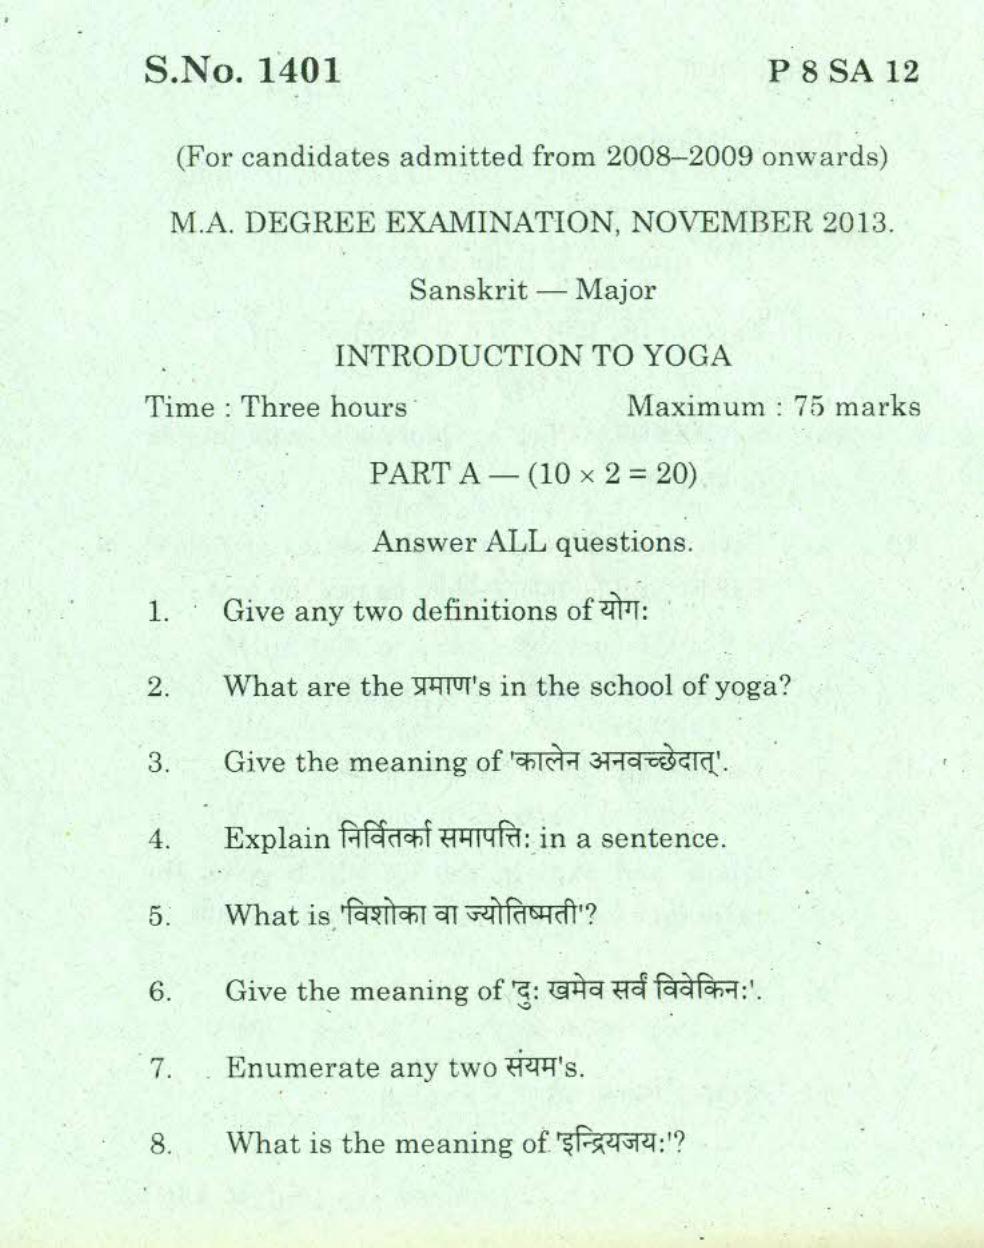 S.No. 1401 P 8 SA 12
(For candidates admitted from 2008–2009 onwards)
M.A. DEGREE EXAMINATION, NOVEMBER 2013.
Sanskrit — Major
INTRODUCTION TO YOGA
Time : Three hours Maximum : 75 marks
PART A — (10 × 2 = 20)
Answer ALL questions.
1. Give any two definitions of योग:
2. What are the प्रमाण's in the school of yoga?
3. Give the meaning of 'कालेन अनवच्छेदात्'.
4. Explain निर्वितर्का समापत्ति: in a sentence.
5. What is 'विशोका वा ज्योतिष्मती'?
6. Give the meaning of 'दु: खमेव सर्वं विवेकिन:'.
7. Enumerate any two संयम's.
8. What is the meaning of 'इन्द्रियजय:'?